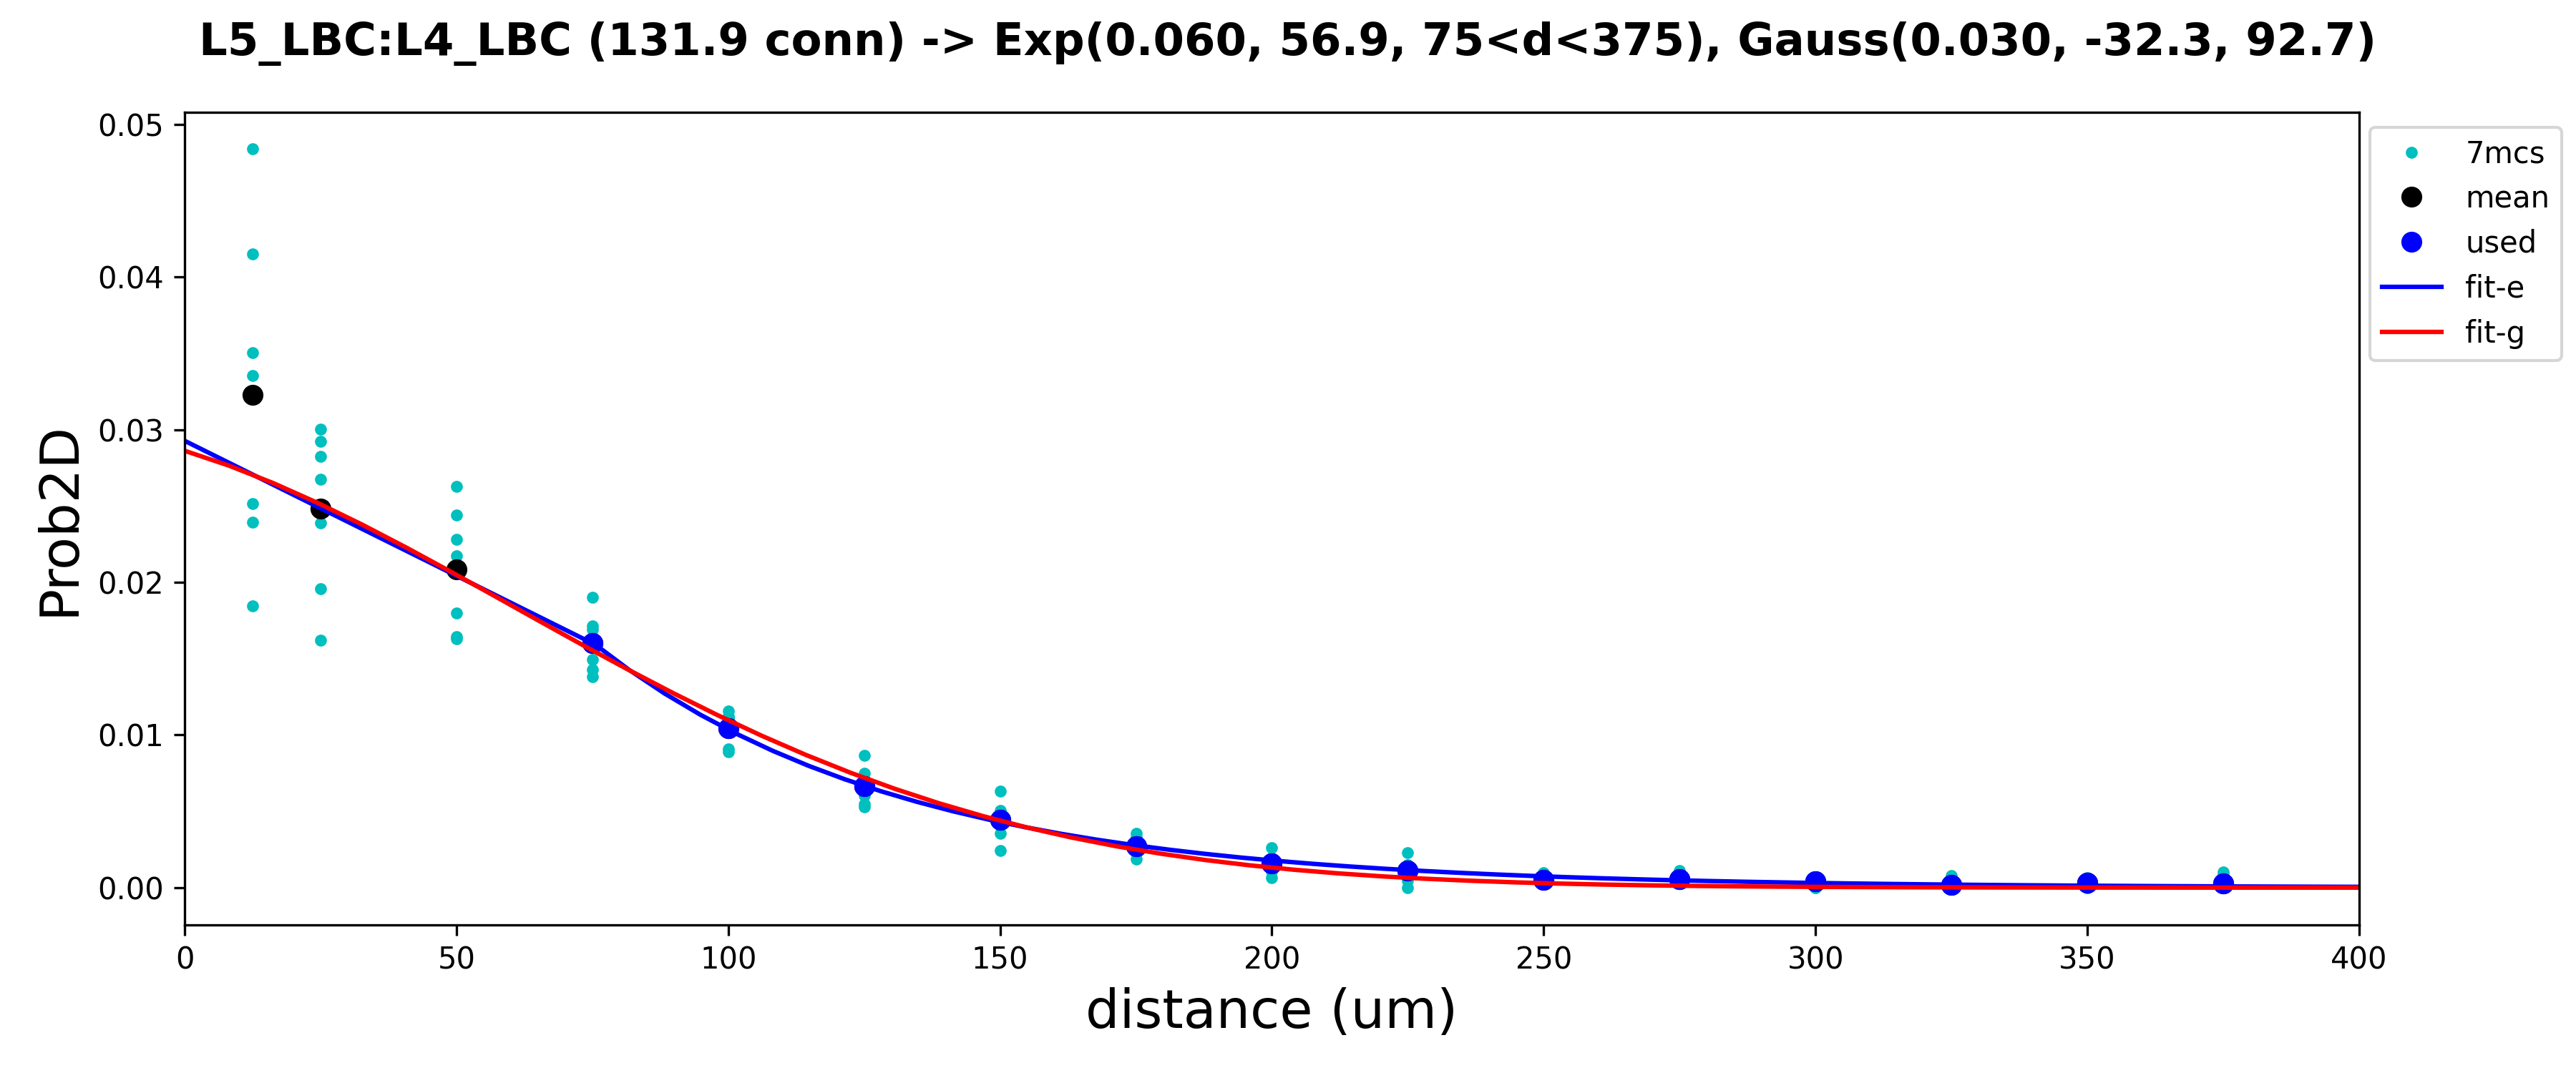 L5_LBC:L4_LBC (131.9 conn) -> Exp(0.060, 56.9, 75<d<375), Gauss(0.030, -32.3, 92.7)
0.05
0.04
0.03
0.02
0.01
0.00
Prob2D
0 50 100 150 200 250 300 350 400
distance (um)
7mcs
mean
used
fit-e
fit-g